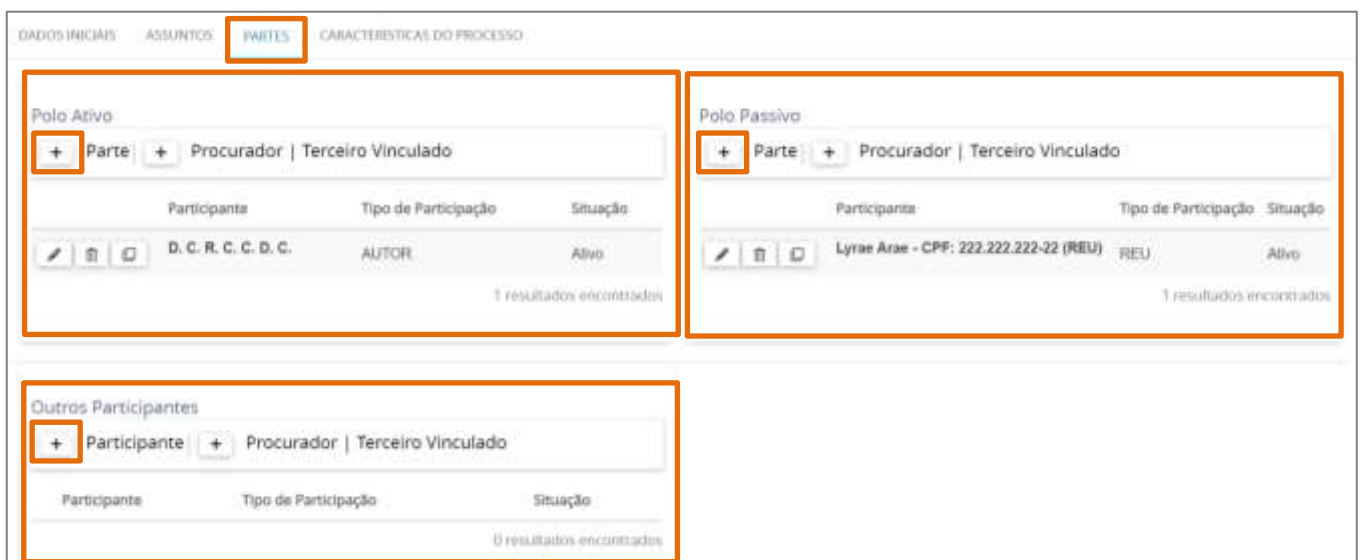 DADOS INICIAIS ASSUNTOS PARTES CARACTERISTICAS DO PROCESSO
Polo Ativo
+ Parte | + Procurador | Terceiro Vinculado
Participante Tipo de Participação Situação
D. C. R. C. C. D. C. AUTOR Ativo
1 resultados encontrados
Polo Passivo
+ Parte | + Procurador | Terceiro Vinculado
Participante Tipo de Participação Situação
Lyrae Arae - CPF: 222.222.222-22 (REU) REU Ativo
1 resultados encontrados
Outros Participantes
+ Participante | + Procurador | Terceiro Vinculado
Participante Tipo de Participação Situação
0 resultados encontrados